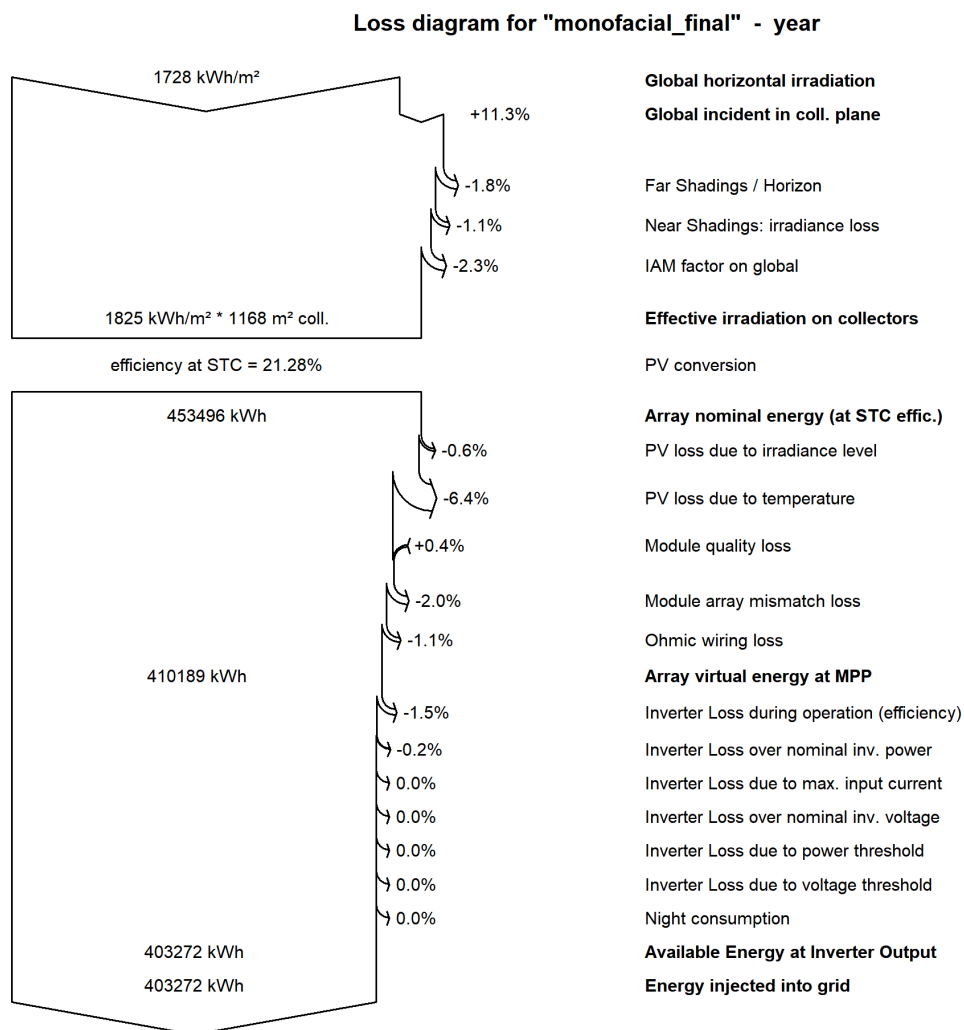 Loss diagram for "monofacial_final" - year
1728 kWh/m² Global horizontal irradiation
+11.3% Global incident in coll. plane
-1.8% Far Shadings / Horizon
-1.1% Near Shadings: irradiance loss
-2.3% IAM factor on global
1825 kWh/m² * 1168 m² coll. Effective irradiation on collectors
efficiency at STC = 21.28% PV conversion
453496 kWh Array nominal energy (at STC effic.)
-0.6% PV loss due to irradiance level
-6.4% PV loss due to temperature
+0.4% Module quality loss
-2.0% Module array mismatch loss
-1.1% Ohmic wiring loss
410189 kWh Array virtual energy at MPP
-1.5% Inverter Loss during operation (efficiency)
-0.2% Inverter Loss over nominal inv. power
0.0% Inverter Loss due to max. input current
0.0% Inverter Loss over nominal inv. voltage
0.0% Inverter Loss due to power threshold
0.0% Inverter Loss due to voltage threshold
0.0% Night consumption
403272 kWh Available Energy at Inverter Output
403272 kWh Energy injected into grid